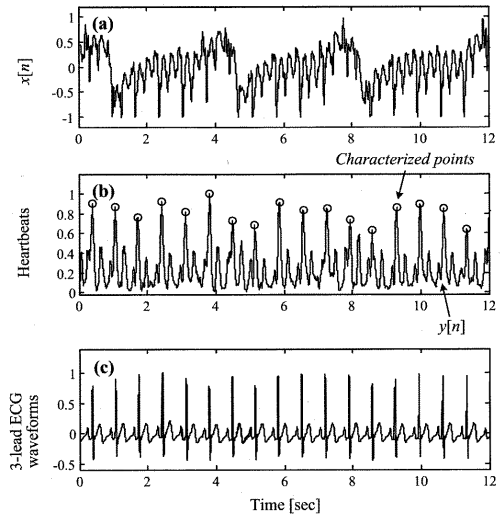 (a)
1
0.5
0
-0.5
-1
x[n]
0 2 4 6 8 10 12
Characterized points
(b)
1
0.8
0.6
0.4
0.2
0
Heartbeats
0 2 4 6 8 10 12
y[n]
(c)
1
0.5
0
-0.5
3-lead ECG
waveforms
0 2 4 6 8 10 12
Time [sec]